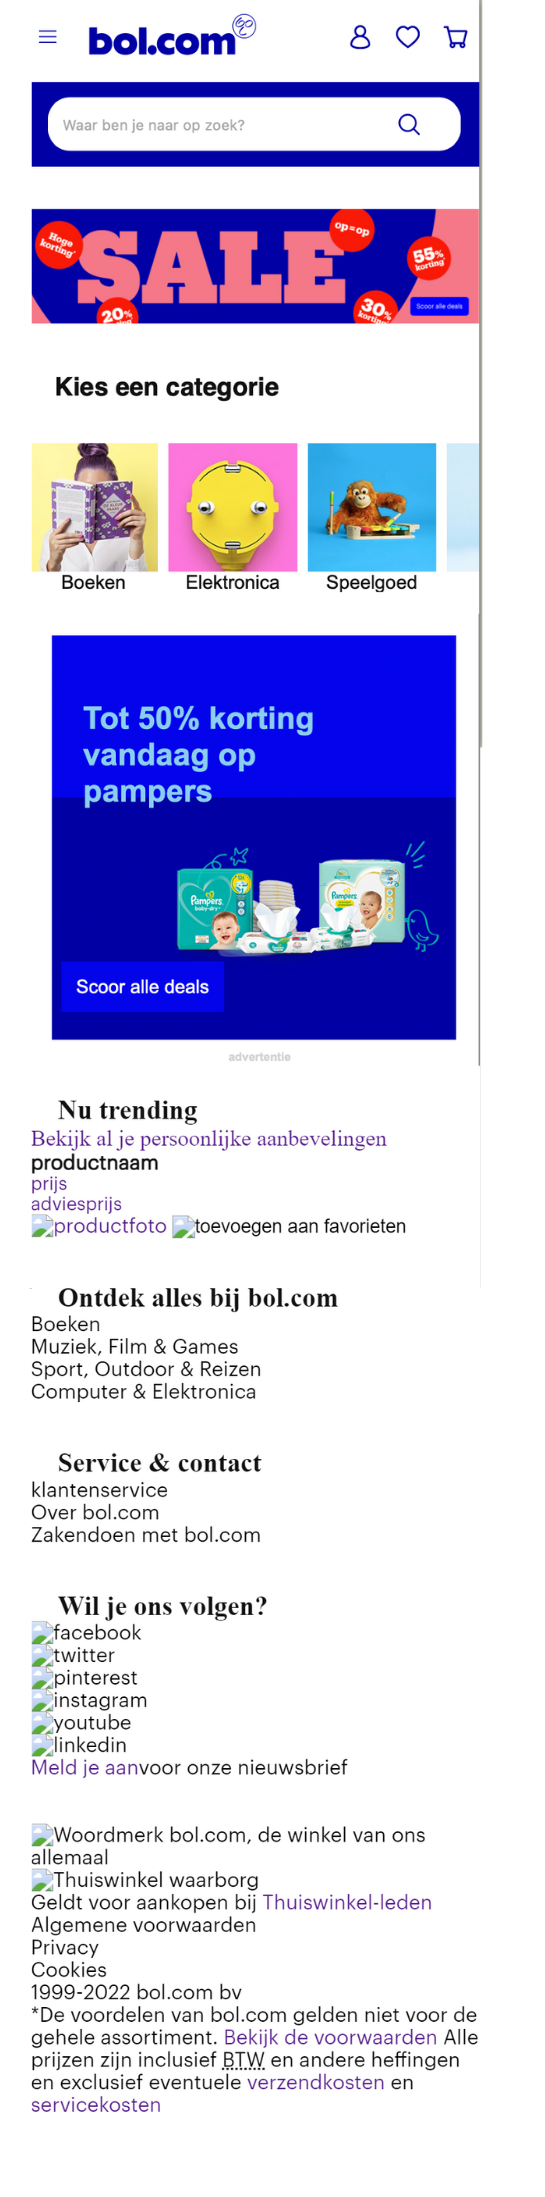 bol.com
Waar ben je naar op zoek?
Hoge korting*
SALE
op=op
55% korting*
20%
30% korting
Scoor alle deals
Kies een categorie
Boeken
Elektronica
Speelgoed
Tot 50% korting
vandaag op
pampers
Pampers
baby-dry
Pampers
Scoor alle deals
advertentie
Nu trending
Bekijk al je persoonlijke aanbevelingen
productnaam
prijs
adviesprijs
productfoto toevoegen aan favorieten
Ontdek alles bij bol.com
Boeken
Muziek, Film & Games
Sport, Outdoor & Reizen
Computer & Elektronica
Service & contact
klantenservice
Over bol.com
Zakendoen met bol.com
Wil je ons volgen?
facebook
twitter
pinterest
instagram
youtube
linkedin
Meld je aanvoor onze nieuwsbrief
Woordmerk bol.com, de winkel van ons
allemaal
Thuiswinkel waarborg
Geldt voor aankopen bij Thuiswinkel-leden
Algemene voorwaarden
Privacy
Cookies
1999-2022 bol.com bv
*De voordelen van bol.com gelden niet voor de
gehele assortiment. Bekijk de voorwaarden Alle
prijzen zijn inclusief BTW en andere heffingen
en exclusief eventuele verzendkosten en
servicekosten